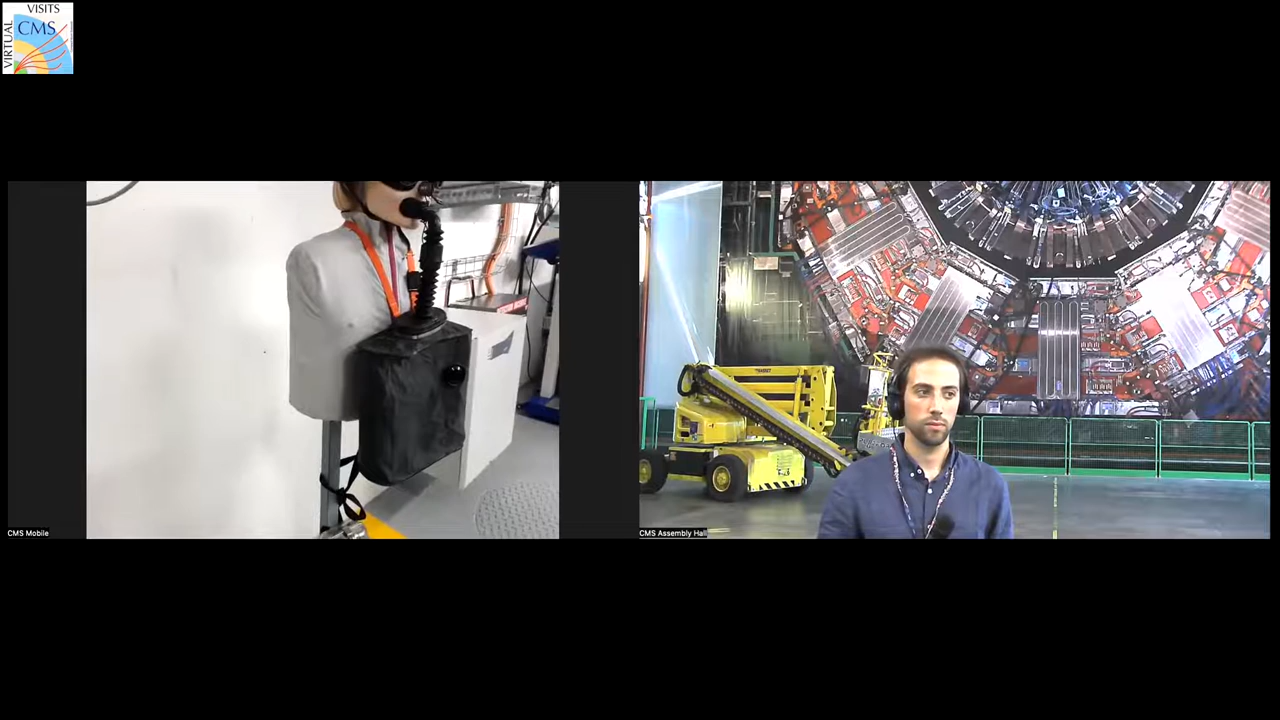 VISITS
VIRTUAL
CMS
CMS Mobile
CMS Assembly Hall